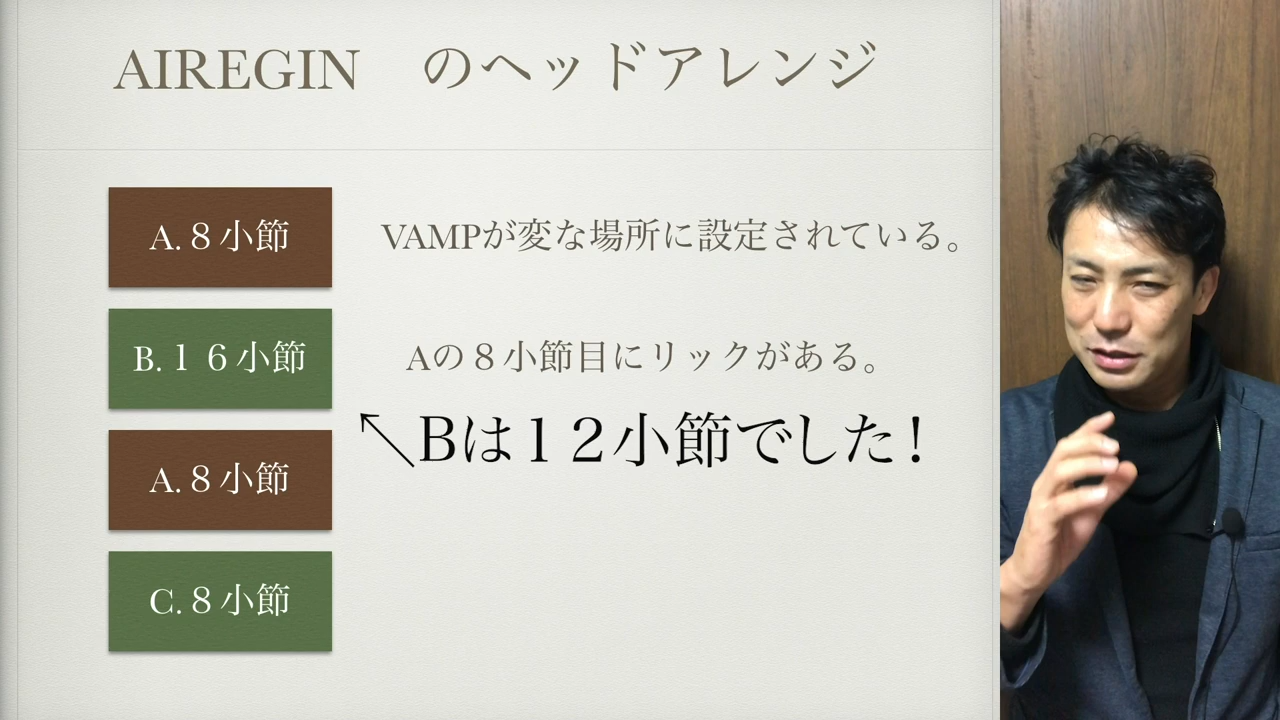 AIREGIN　のヘッドアレンジ
A.８小節
VAMPが変な場所に設定されている。
B.１６小節
Aの８小節目にリックがある。
↖Bは１２小節でした！
A.８小節
C.８小節